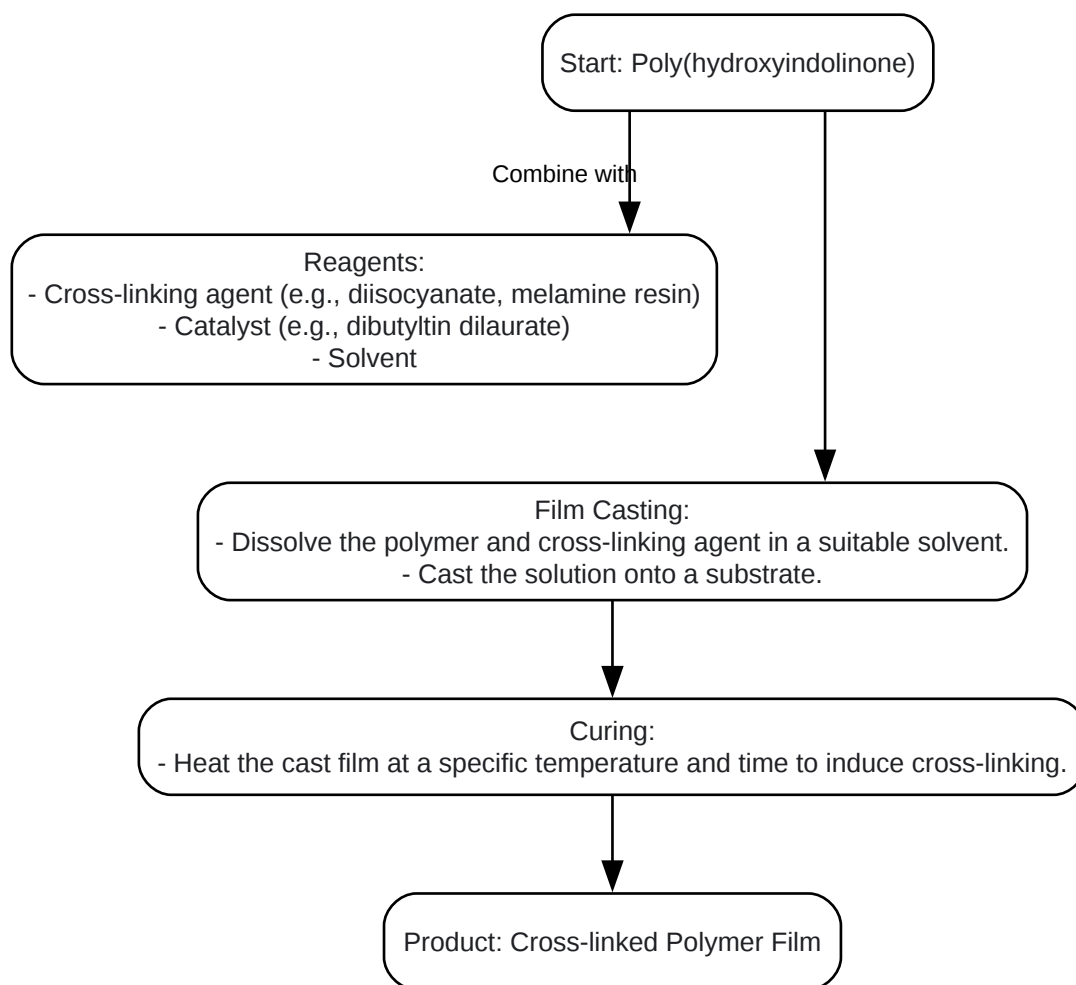 Start: Poly(hydroxyindolinone)
Combine with
Reagents:
- Cross-linking agent (e.g., diisocyanate, melamine resin)
- Catalyst (e.g., dibutyltin dilaurate)
- Solvent
Film Casting:
- Dissolve the polymer and cross-linking agent in a suitable solvent.
- Cast the solution onto a substrate.
Curing:
- Heat the cast film at a specific temperature and time to induce cross-linking.
Product: Cross-linked Polymer Film